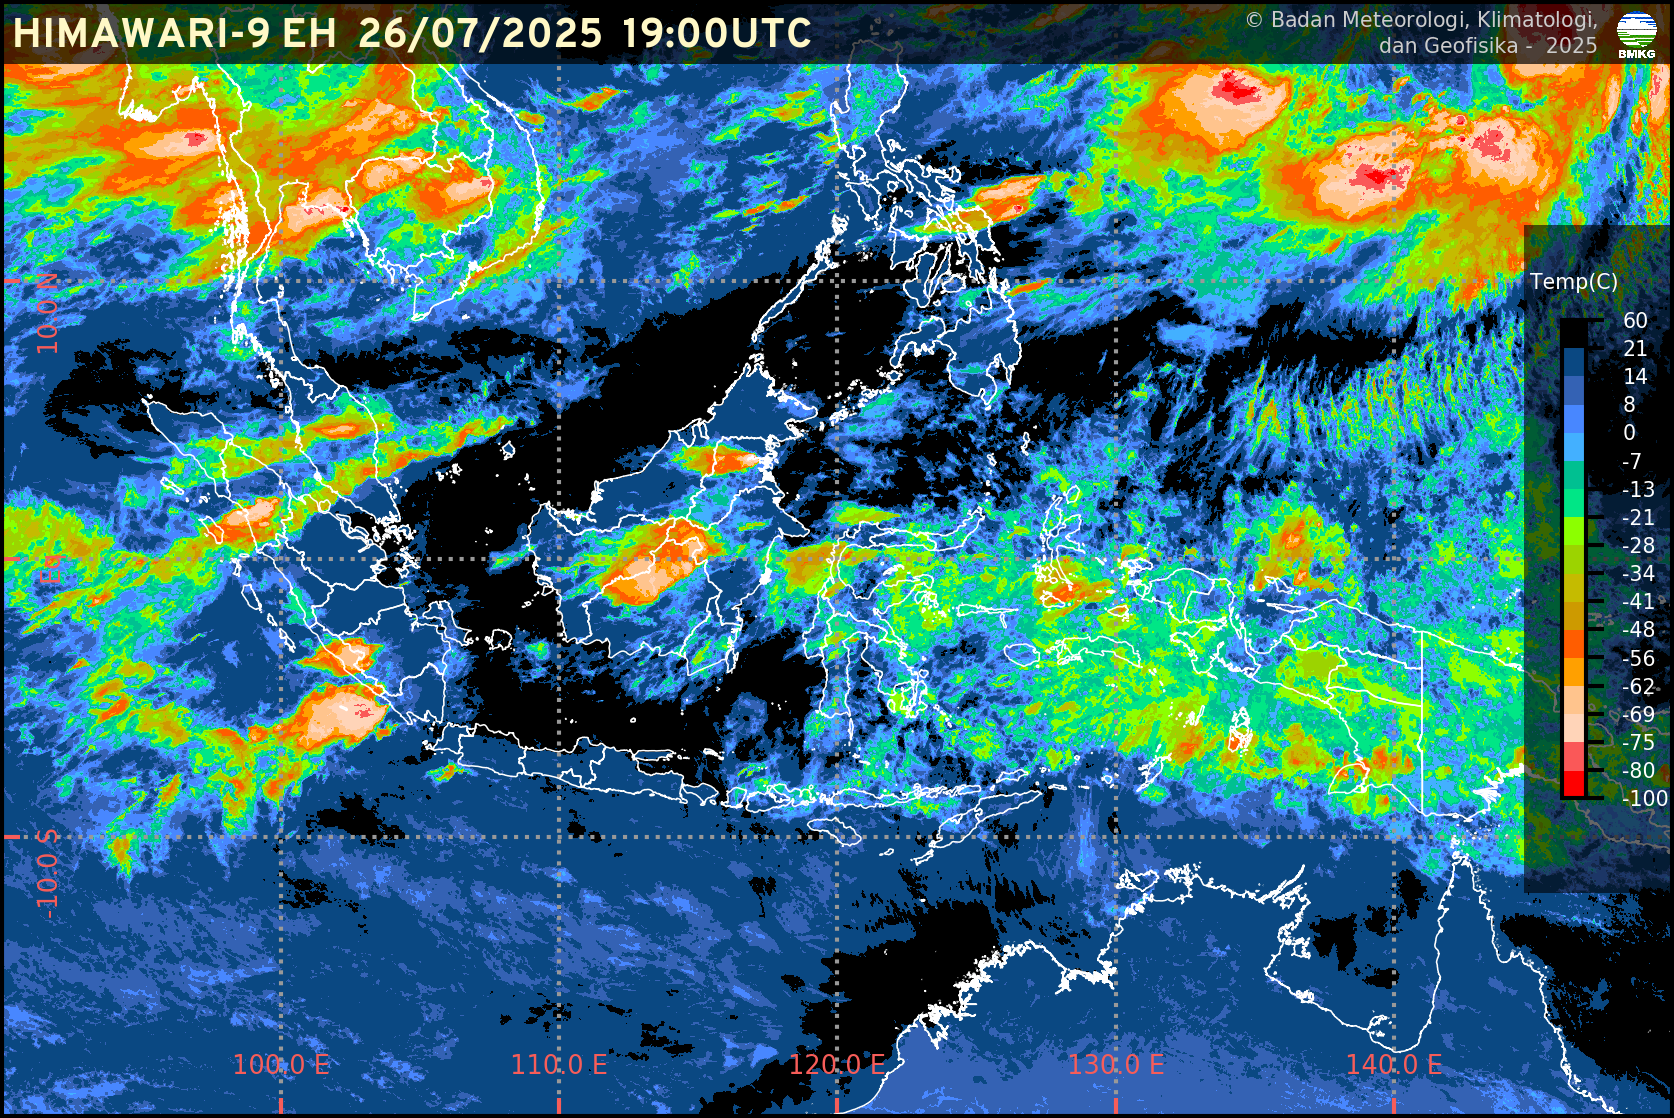 HIMAWARI-9 EH 26/07/2025 19:00UTC
© Badan Meteorologi, Klimatologi,
dan Geofisika - 2025
BMKG
Temp(C)
60
21
14
8
0
-7
-13
-21
-28
-34
-41
-48
-56
-62
-69
-75
-80
-100
10.0 N
EQ
-10.0 S
100.0 E
110.0 E
120.0 E
130.0 E
140.0 E